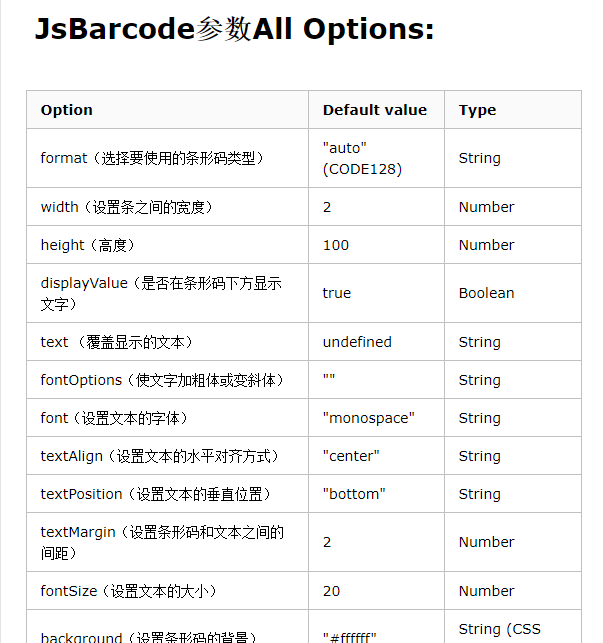 JsBarcode参数All Options:
Option Default value Type
format（选择要使用的条形码类型） "auto" (CODE128) String
width（设置条之间的宽度） 2 Number
height（高度） 100 Number
displayValue（是否在条形码下方显示
文字） true Boolean
text （覆盖显示的文本） undefined String
fontOptions（使文字加粗体或变斜体） "" String
font（设置文本的字体） "monospace" String
textAlign（设置文本的水平对齐方式） "center" String
textPosition（设置文本的垂直位置） "bottom" String
textMargin（设置条形码和文本之间的
间距） 2 Number
fontSize（设置文本的大小） 20 Number
background（设置条形码的背景） "#ffffff" String (CSS